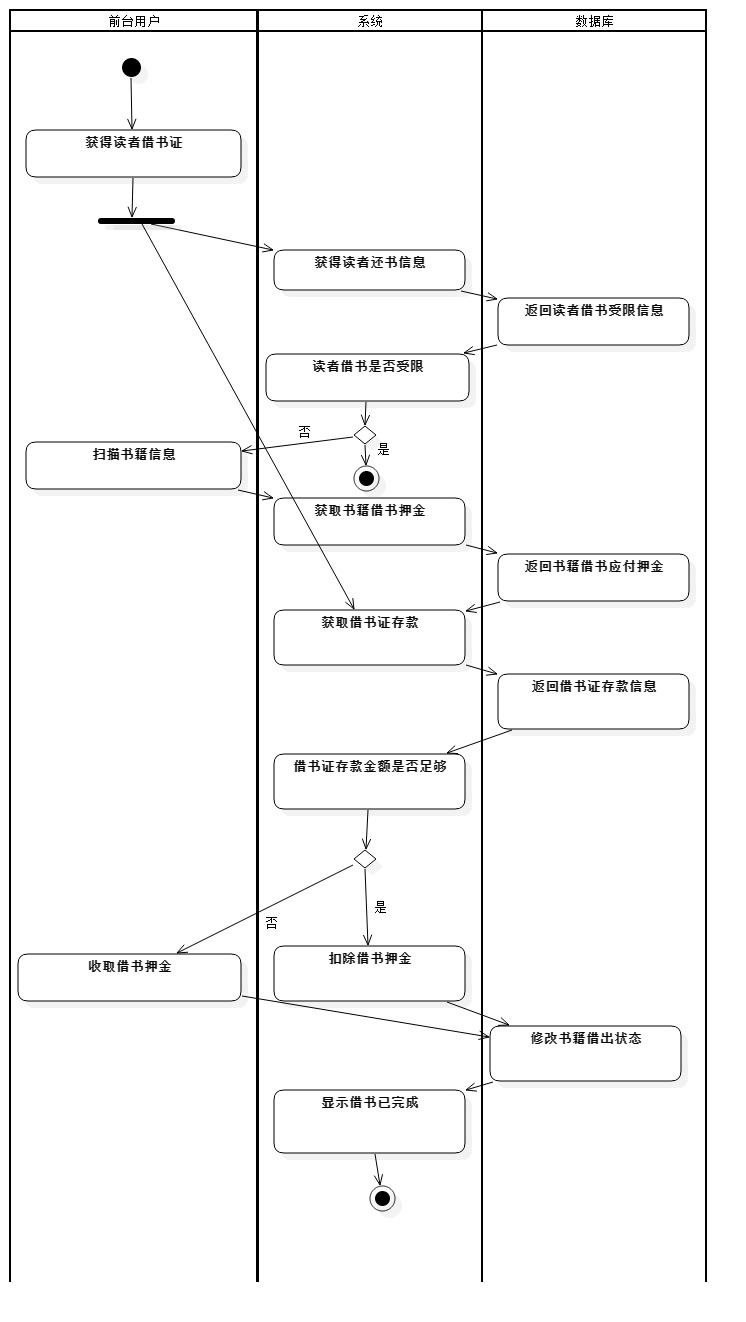 前台用户
系统
数据库
获得读者借书证
获得读者还书信息
返回读者借书受限信息
读者借书是否受限
否
是
扫描书籍信息
获取书籍借书押金
返回书籍借书应付押金
获取借书证存款
返回借书证存款信息
借书证存款金额是否足够
是
否
收取借书押金
扣除借书押金
修改书籍借出状态
显示借书已完成